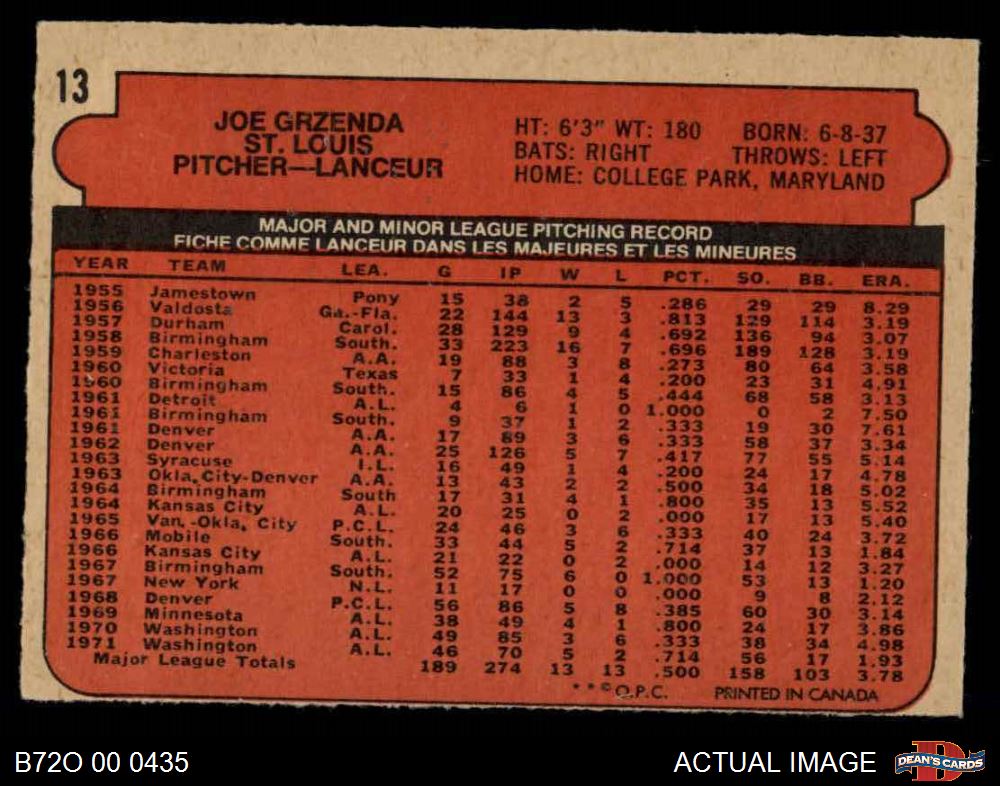 13
JOE GRZENDA
ST. LOUIS
PITCHER—LANCEUR
HT: 6'3" WT: 180 BORN: 6-8-37
BATS: RIGHT THROWS: LEFT
HOME: COLLEGE PARK, MARYLAND
MAJOR AND MINOR LEAGUE PITCHING RECORD
FICHE COMME LANCEUR DANS LES MAJEURES ET LES MINEURES
YEAR TEAM LEA. G IP W L PCT. SO. BB. ERA.
1955 Jamestown Pony 15 38 2 5 .286 29 29 8.29
1956 Valdosta Ga.-Fla. 22 144 13 3 .813 129 114 3.19
1957 Durham Carol. 28 129 9 4 .692 136 94 3.07
1958 Birmingham South. 33 223 16 7 .696 189 128 3.19
1959 Charleston A.A. 19 88 3 8 .273 80 64 3.58
1960 Victoria Texas 7 33 1 4 .200 23 31 4.91
1960 Birmingham South. 15 86 4 5 .444 68 58 3.13
1961 Detroit A.L. 4 6 1 0 1.000 0 2 7.50
1961 Birmingham South. 9 37 1 2 .333 19 30 7.61
1961 Denver A.A. 17 89 3 6 .333 58 37 3.34
1962 Denver A.A. 25 126 5 7 .417 77 55 5.14
1963 Syracuse I.L. 16 49 1 4 .200 24 17 4.78
1963 Okla. City-Denver A.A. 13 43 2 2 .500 34 18 5.02
1964 Birmingham South 17 31 4 1 .800 35 13 5.52
1964 Kansas City A.L. 20 25 0 2 .000 17 13 5.40
1965 Van.-Okla. City P.C.L. 24 46 3 6 .333 40 24 3.72
1966 Mobile South. 33 44 5 2 .714 37 13 1.84
1966 Kansas City A.L. 21 22 0 2 .000 14 12 3.27
1967 Birmingham South. 52 75 6 0 1.000 53 13 1.20
1967 New York N.L. 11 17 0 0 .000 9 8 2.12
1968 Denver P.C.L. 56 86 5 8 .385 60 30 3.14
1969 Minnesota A.L. 38 49 4 1 .800 24 17 3.86
1970 Washington A.L. 49 85 3 6 .333 38 34 4.98
1971 Washington A.L. 46 70 5 2 .714 56 17 1.93
Major League Totals 189 274 13 13 .500 158 103 3.78
* * © O.P.C. PRINTED IN CANADA
B72O 00 0435
ACTUAL IMAGE
DEAN'S CARDS